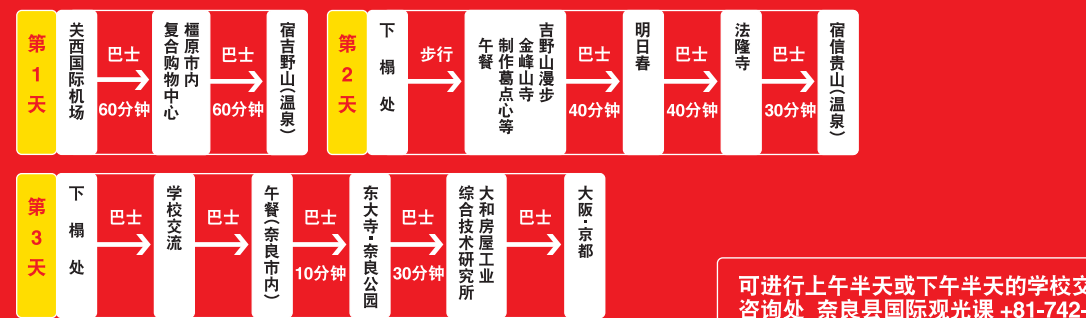 第1天
关西国际机场
巴士
60分钟
橿原市内
复合购物中心
巴士
60分钟
宿吉野山(温泉)
第2天
下榻处
步行
吉野山漫步
金峰山寺
制作葛点心等
午餐
巴士
40分钟
明日春
巴士
40分钟
法隆寺
巴士
30分钟
宿信贵山(温泉)
第3天
下榻处
巴士
学校交流
巴士
午餐(奈良市内)
巴士
10分钟
东大寺·奈良公园
巴士
30分钟
大和房屋工业
综合技术研究所
巴士
大阪·京都
可进行上午半天或下午半天的学校交
咨询处 奈良县国际观光课 +81-742-